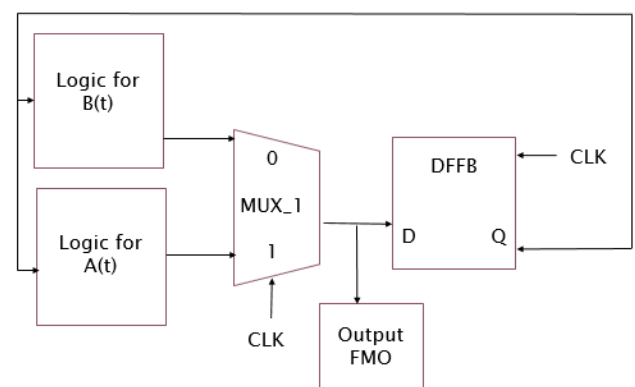 Logic for
B(t)
Logic for
A(t)
0
MUX_1
1
CLK
DFFB
D
Q
CLK
Output
FMO